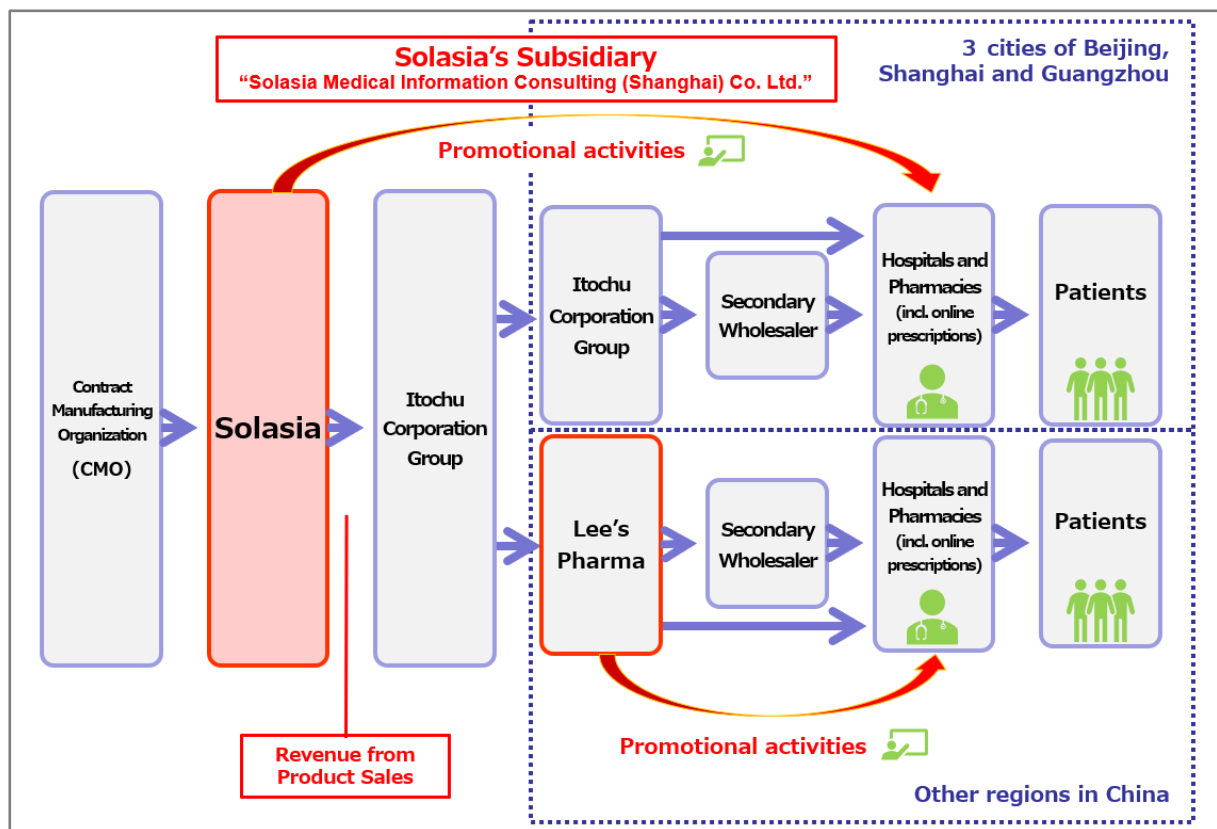 Solasia’s Subsidiary
“Solasia Medical Information Consulting (Shanghai) Co. Ltd.”
3 cities of Beijing,
Shanghai and Guangzhou
Promotional activities
Contract
Manufacturing
Organization
(CMO)
Solasia
Itochu
Corporation
Group
Itochu
Corporation
Group
Secondary
Wholesaler
Hospitals and
Pharmacies
(incl. online
prescriptions)
Patients
Lee’s
Pharma
Secondary
Wholesaler
Hospitals and
Pharmacies
(incl. online
prescriptions)
Patients
Revenue from
Product Sales
Promotional activities
Other regions in China